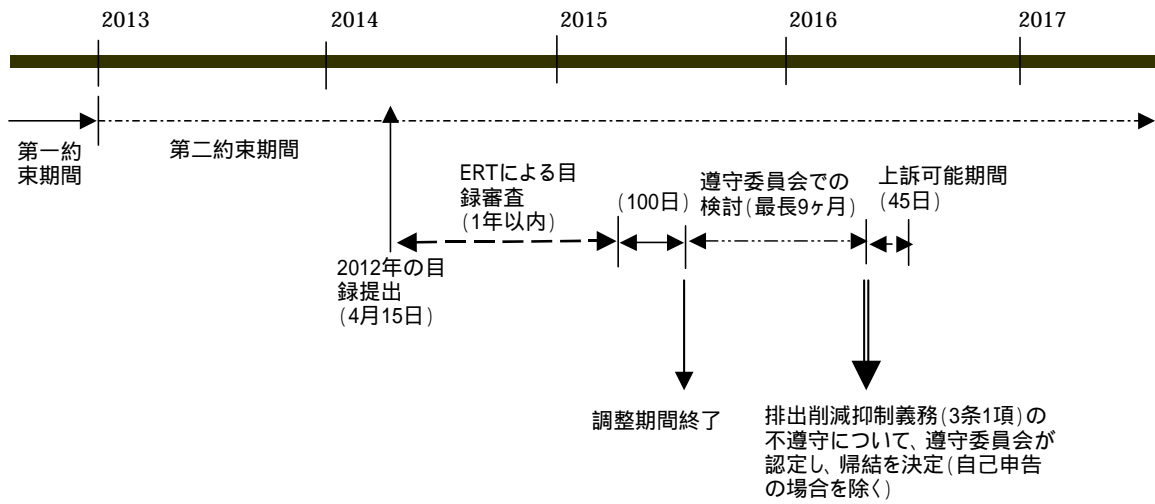 2013
2014
2015
2016
2017
第一約
束期間
第二約束期間
ERTによる目
録審査
(1年以内)
(100日)
遵守委員会での
検討(最長9ヶ月)
上訴可能期間
(45日)
2012年の目
録提出
(4月15日)
調整期間終了
排出削減抑制義務(3条1項)の
不遵守について、遵守委員会が
認定し、帰結を決定(自己申告
の場合を除く)